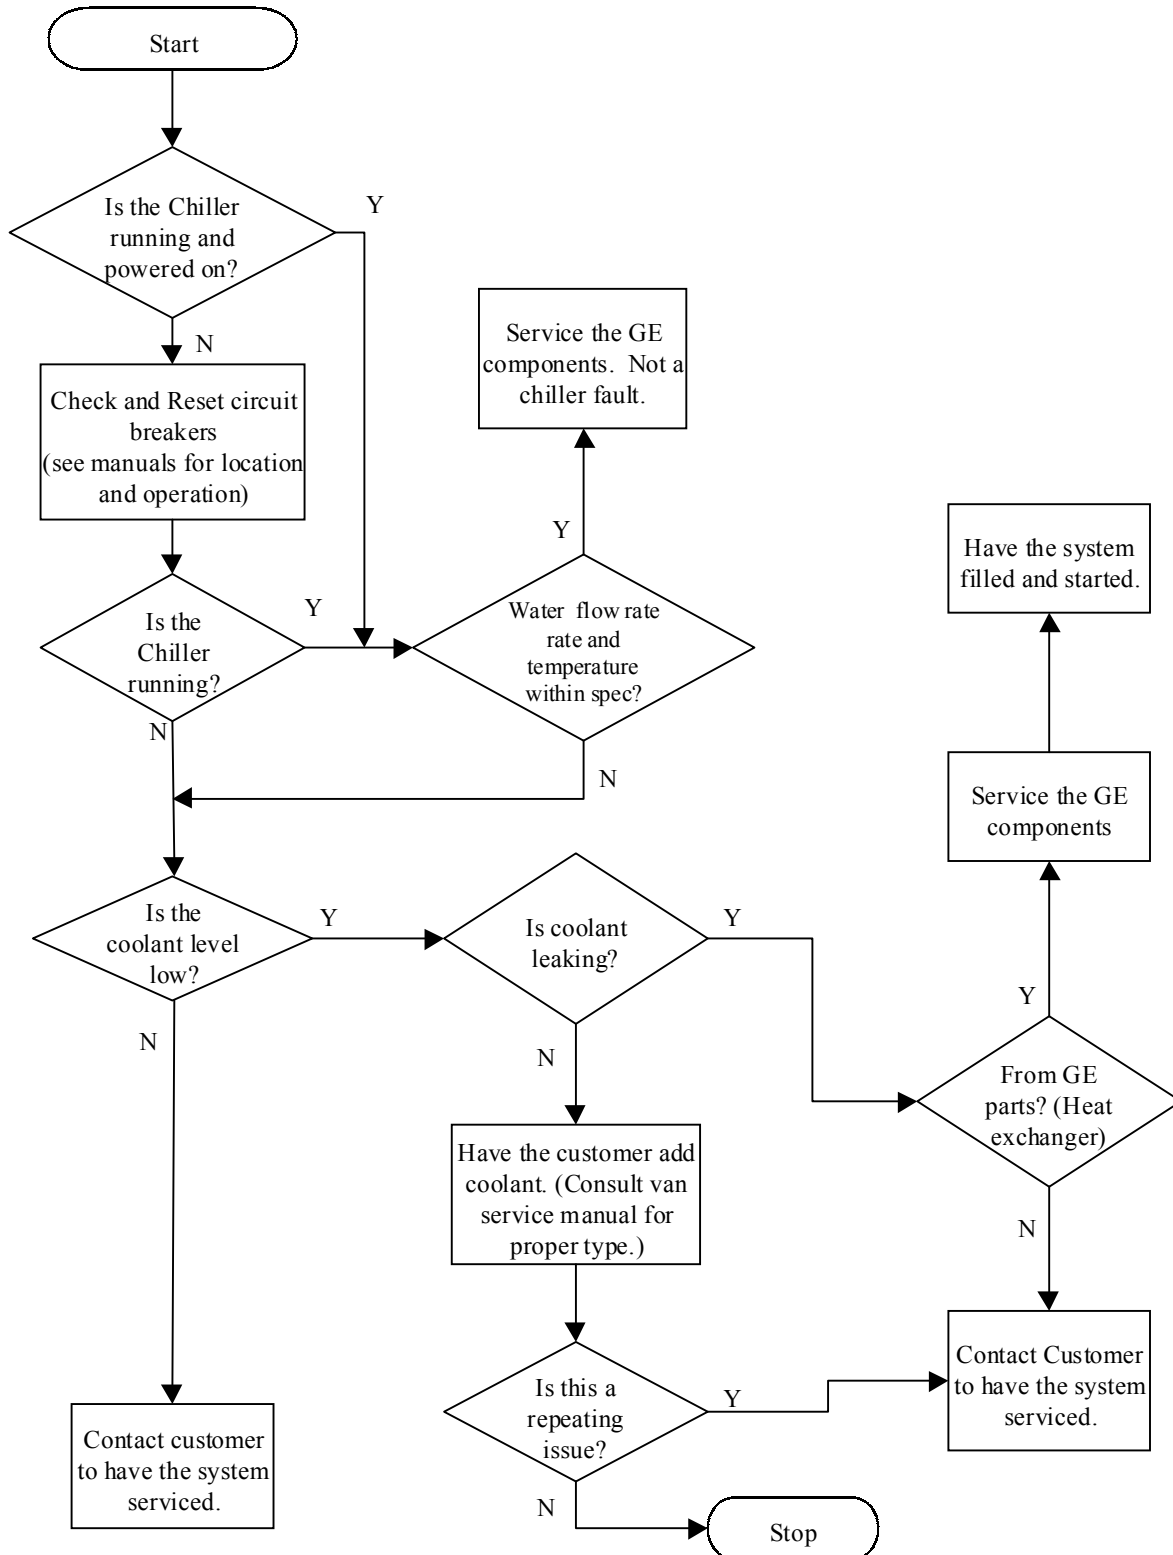 Start
Is the Chiller
running and
powered on?
Y
N
Check and Reset circuit
breakers
(see manuals for location
and operation)
Service the GE
components.  Not a
chiller fault.
Y
Is the
Chiller
running?
Y
N
Water  flow rate
rate and
temperature
within spec?
N
Have the system
filled and started.
Service the GE
components
Is the
coolant level
low?
Y
N
Is coolant
leaking?
Y
N
Y
From GE
parts? (Heat
exchanger)
N
Have the customer add
coolant. (Consult van
service manual for
proper type.)
Is this a
repeating
issue?
Y
N
Contact Customer
to have the system
serviced.
Contact customer
to have the system
serviced.
Stop